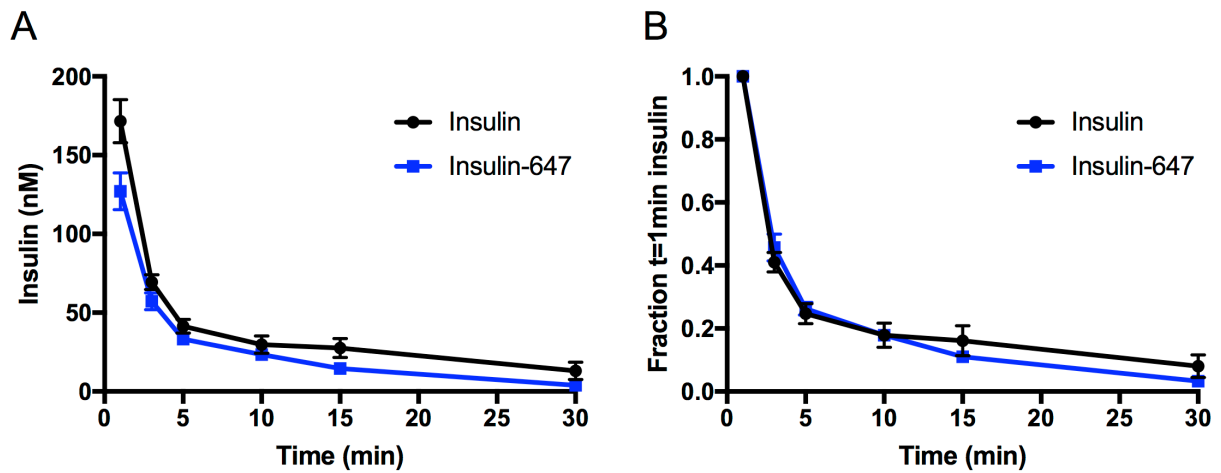 A
Insulin (nM)
200
150
100
50
0
0 5 10 15 20 25 30
Time (min)
Insulin
Insulin-647
B
Fraction t=1min insulin
1.0
0.8
0.6
0.4
0.2
0.0
0 5 10 15 20 25 30
Time (min)
Insulin
Insulin-647